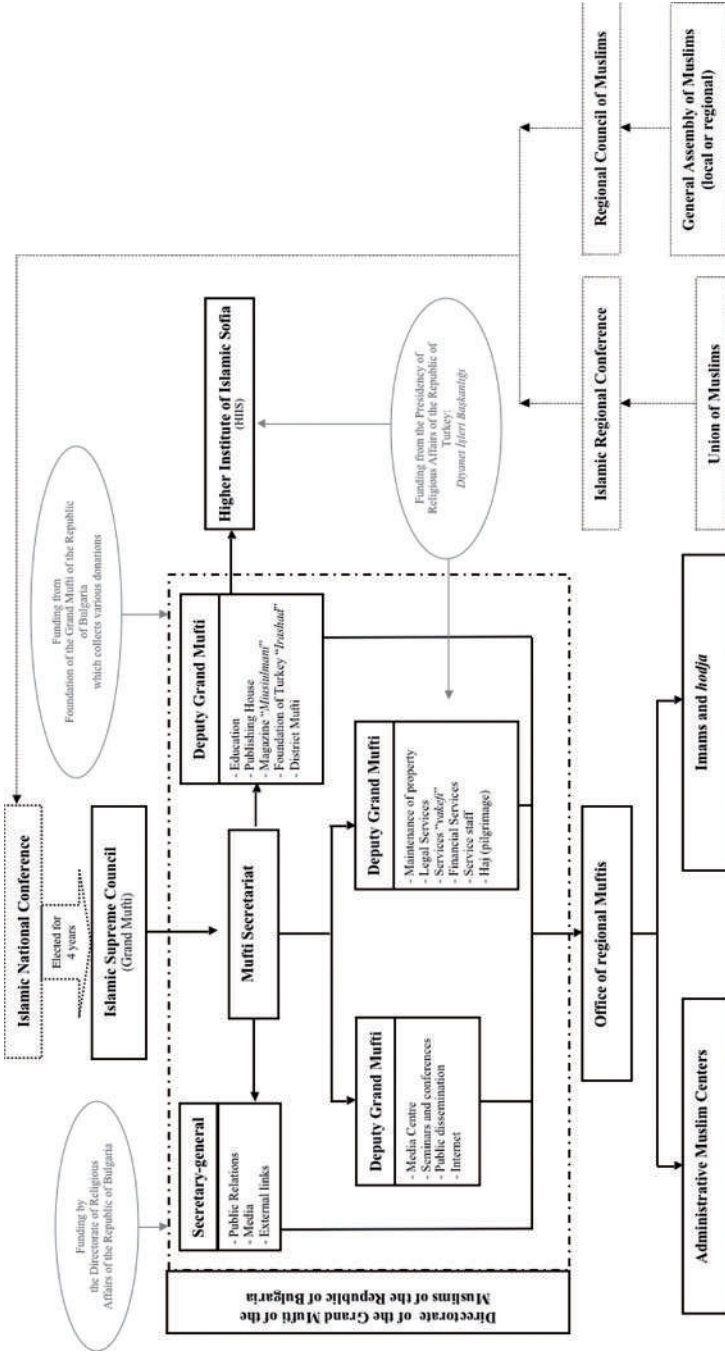 Funding by
the Directorate of Religious
Affairs of the Republic of Bulgaria
Islamic National Conference
Elected for
4 years
Islamic Supreme Council
(Grand Mufti)
Funding from
Foundation of the Grand Mufti of the Republic
of Bulgaria
which collects various donations
Directorate of the Grand Mufti of the
Muslims of the Republic of Bulgaria
Secretary-general
- Public Relations
- Media
- External links
Mufti Secretariat
Deputy Grand Mufti
- Education
- Publishing House
- Magazine “Miusiulmani”
- Foundation of Turkey “Irashad”
- District Mufti
Higher Institute of Islamic Sofia
(HIIS)
Deputy Grand Mufti
- Media Centre
- Seminars and conferences
- Public dissemination
- Internet
Deputy Grand Mufti
- Maintenance of property
- Legal Services
- Services “vakefi”
- Financial Services
- Service staff
- Haj (pilgrimage)
Funding from the Presidency of
Religious Affairs of the Republic of
Turkey:
Diyanet İşleri Başkanlığı
Office of regional Muftis
Islamic Regional Conference
Regional Council of Muslims
Administrative Muslim Centers
Imams and hodja
Union of Muslims
General Assembly of Muslims
(local or regional)